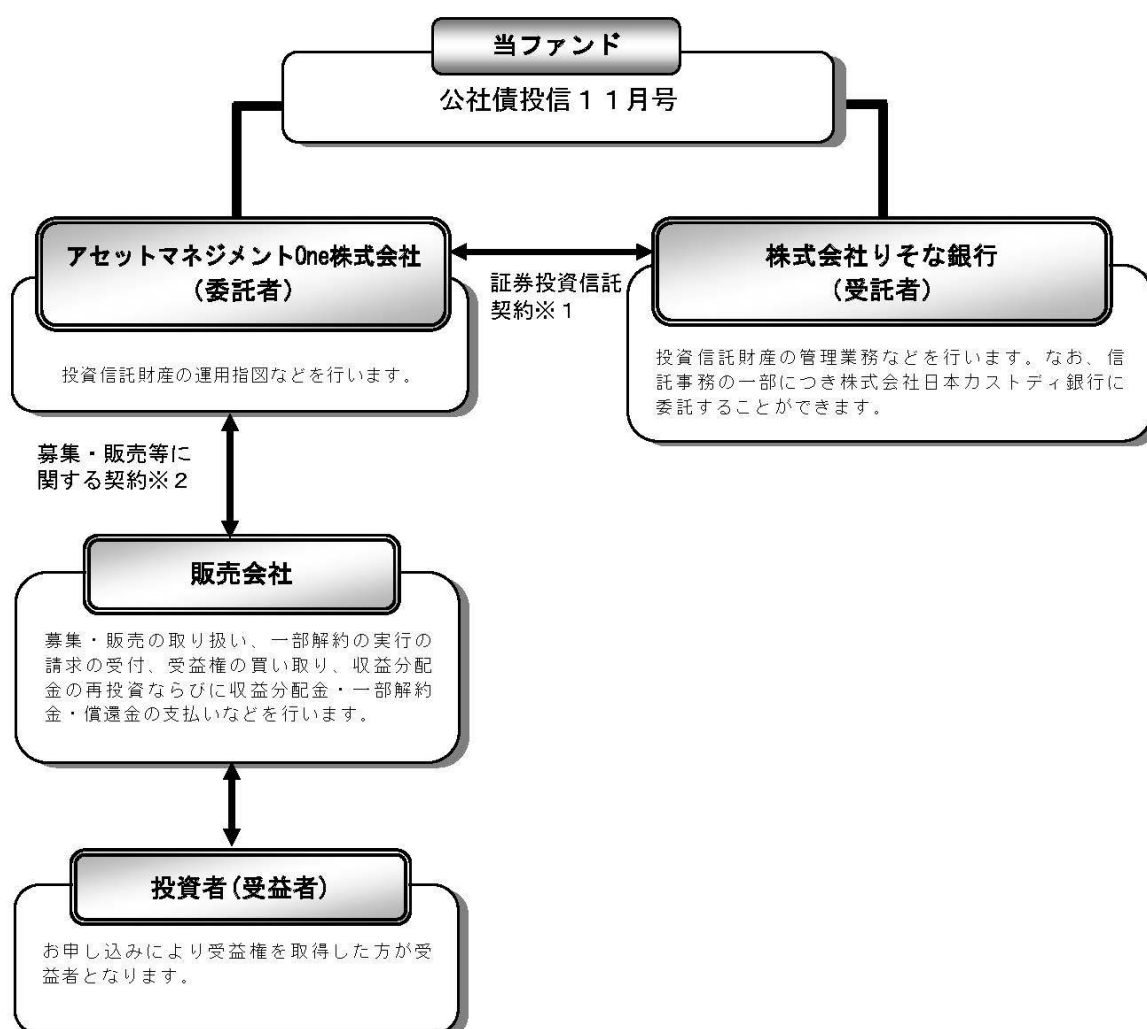 当ファンド
公社債投信１１月号
アセットマネジメントOne株式会社
（委託者）
投資信託財産の運用指図などを行います。
証券投資信託
契約※１
株式会社りそな銀行
（受託者）
投資信託財産の管理業務などを行います。なお、信
託事務の一部につき株式会社日本カストディ銀行に
委託することができます。
募集・販売等に
関する契約※２
販売会社
募集・販売の取り扱い、一部解約の実行の
請求の受付、受益権の買い取り、収益分配
金の再投資ならびに収益分配金・一部解約
金・償還金の支払いなどを行います。
投資者(受益者)
お申し込みにより受益権を取得した方が受
益者となります。